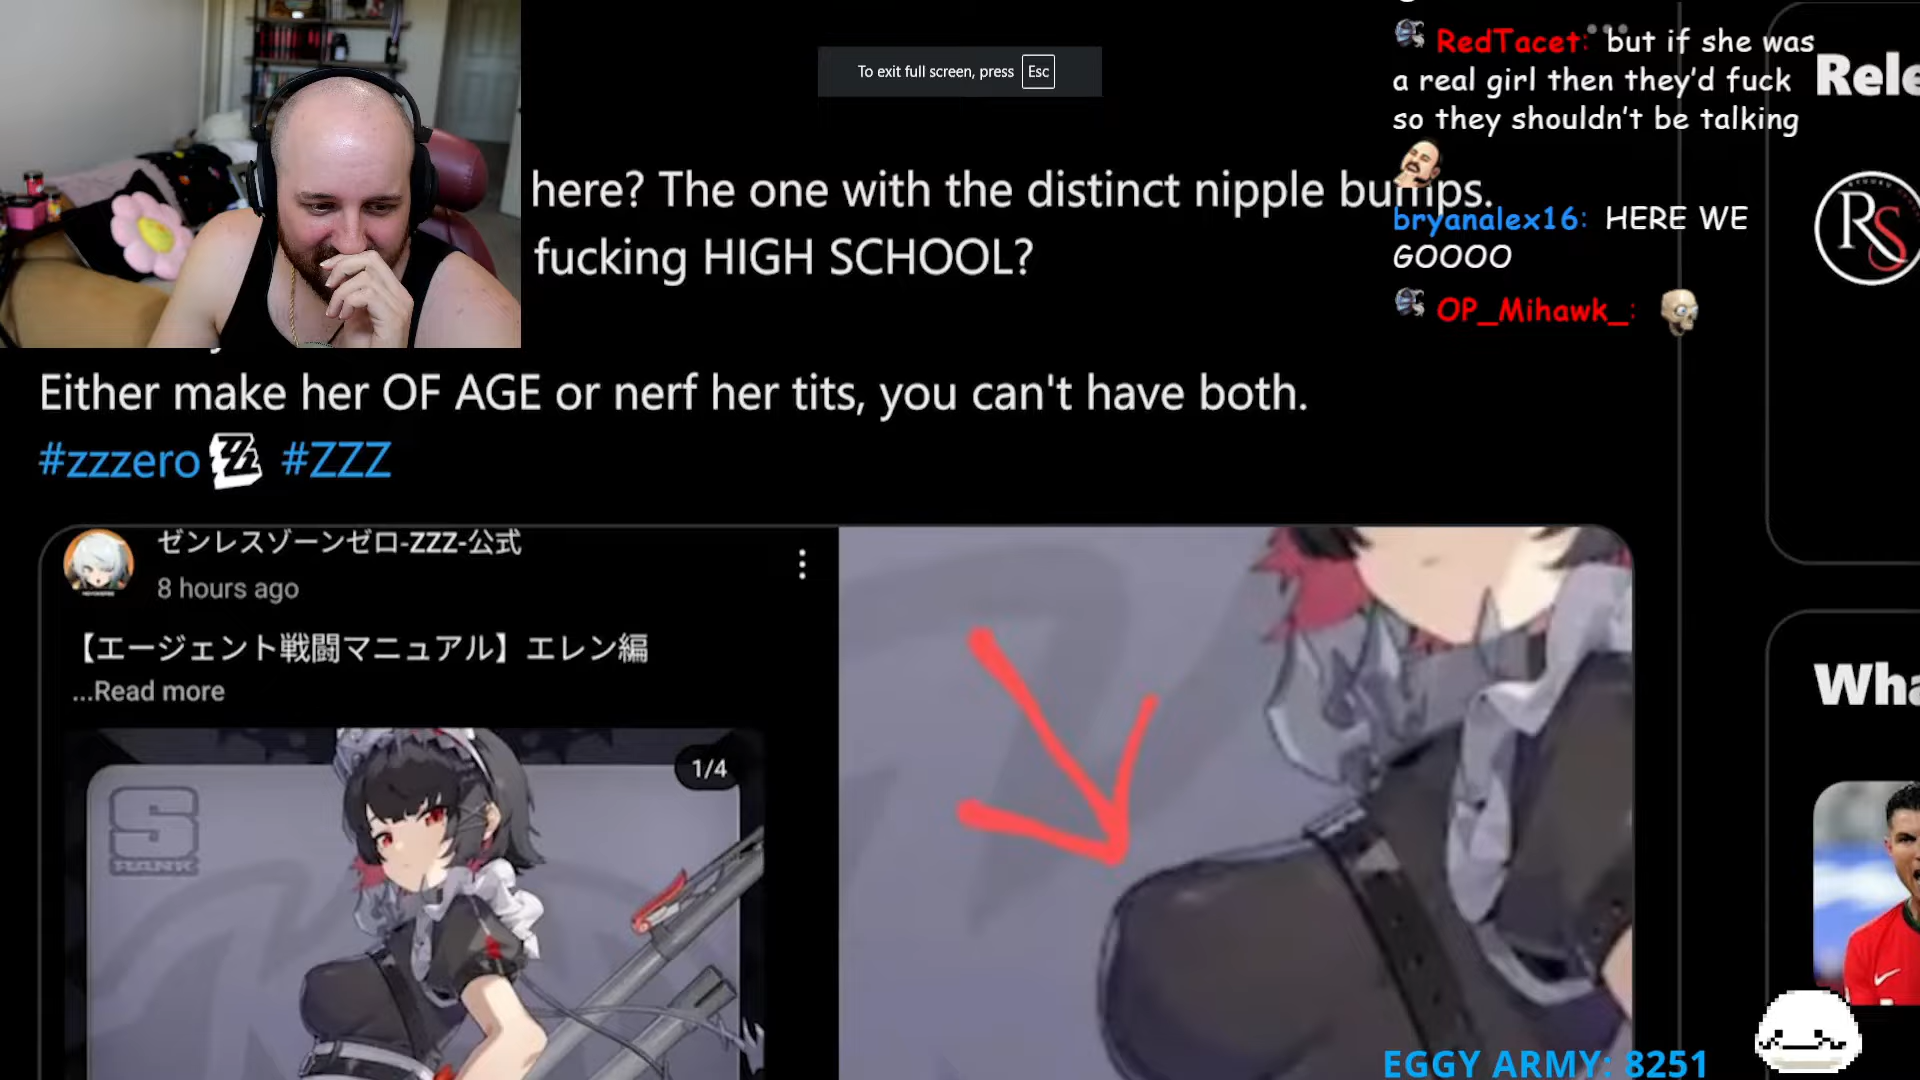 To exit full screen, press Esc
RedTacet: but if she was
a real girl then they'd fuck
so they shouldn't be talking
bryanalex16: HERE WE
GOOOO
OP_Mihawk_:
here? The one with the distinct nipple bumps.
fucking HIGH SCHOOL?
Either make her OF AGE or nerf her tits, you can't have both.
#zzzero #ZZZ
ゼンレスゾーンゼロ-ZZZ-公式
8 hours ago
【エージェント戦闘マニュアル】エレン編
...Read more
1/4
S
RANK
Rele
RS
Wha
EGGY ARMY: 8251